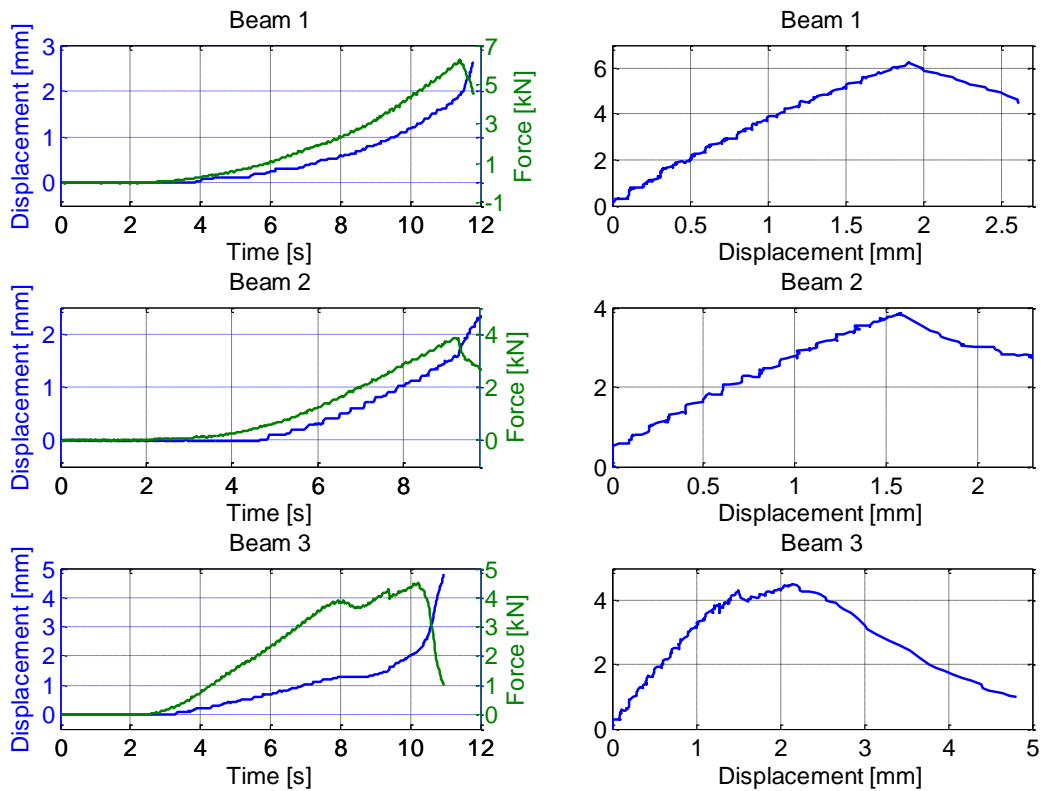 Beam 1
Displacement [mm]
3
2
1
0
7
5
3
1
-1
Force [kN]
0 2 4 6 8 10 12
Time [s]
Beam 1
6
4
2
0
0 0.5 1 1.5 2 2.5
Displacement [mm]
Beam 2
Displacement [mm]
2
1
0
4
2
0
Force [kN]
0 2 4 6 8
Time [s]
Beam 2
4
2
0
0 0.5 1 1.5 2
Displacement [mm]
Beam 3
Displacement [mm]
5
4
3
2
1
0
5
4
3
2
1
0
Force [kN]
0 2 4 6 8 10 12
Time [s]
Beam 3
4
2
0
0 1 2 3 4 5
Displacement [mm]